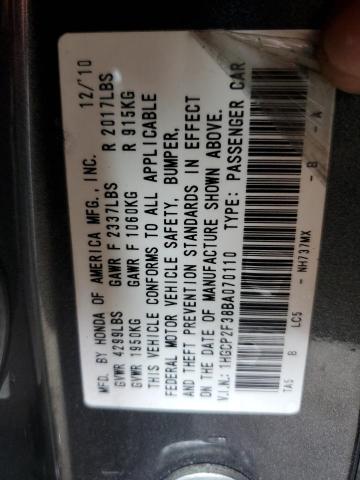 MFD. BY HONDA OF AMERICA MFG., INC. 12/'10
GVWR 4299LBS GAWR F 2337LBS R 2017LBS
GVWR 1950KG GAWR F 1060KG R 915KG
THIS VEHICLE CONFORMS TO ALL APPLICABLE
FEDERAL MOTOR VEHICLE SAFETY, BUMPER,
AND THEFT PREVENTION STANDARDS IN EFFECT
ON THE DATE OF MANUFACTURE SHOWN ABOVE.
V.I.N.: 1HGCP2F38BA070110 TYPE: PASSENGER CAR
TA5 B LC5 NH737MX - B - A